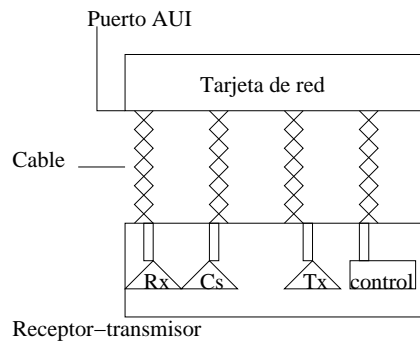 Puerto AUI
Tarjeta de red
Cable
Rx Cs Tx control
Receptor−transmisor